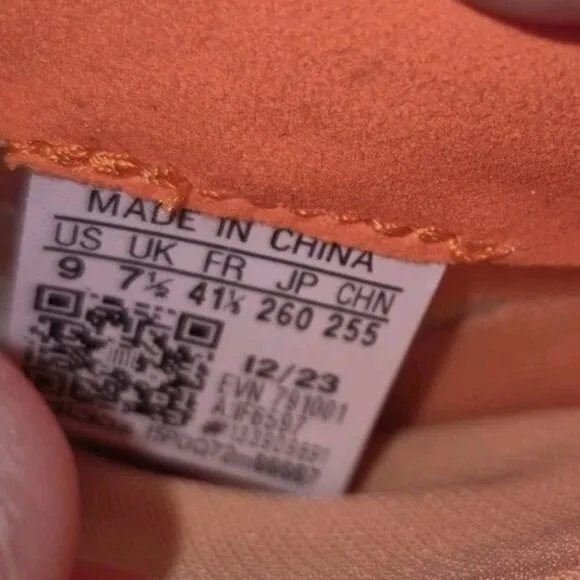 MADE IN CHINA
US UK FR JP CHN
9 7½ 41⅓ 260 255
12/23
EVN 791001